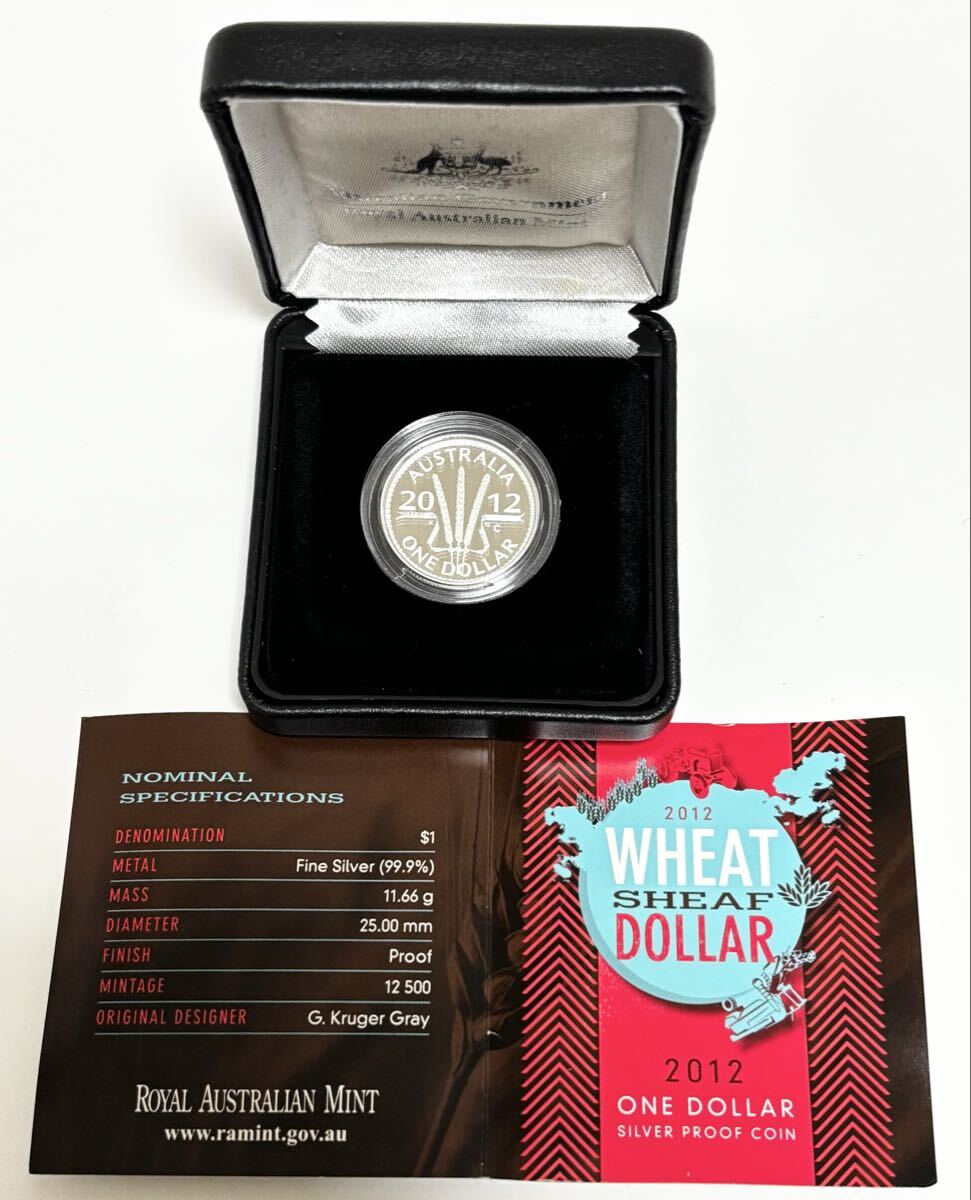 Australian Government
Royal Australian Mint
AUSTRALIA
20 12
K G
ONE DOLLAR
NOMINAL
SPECIFICATIONS
DENOMINATION $1
METAL Fine Silver (99.9%)
MASS 11.66 g
DIAMETER 25.00 mm
FINISH Proof
MINTAGE 12 500
ORIGINAL DESIGNER G. Kruger Gray
ROYAL AUSTRALIAN MINT
www.ramint.gov.au
2012
WHEAT
SHEAF
DOLLAR
2012
ONE DOLLAR
SILVER PROOF COIN